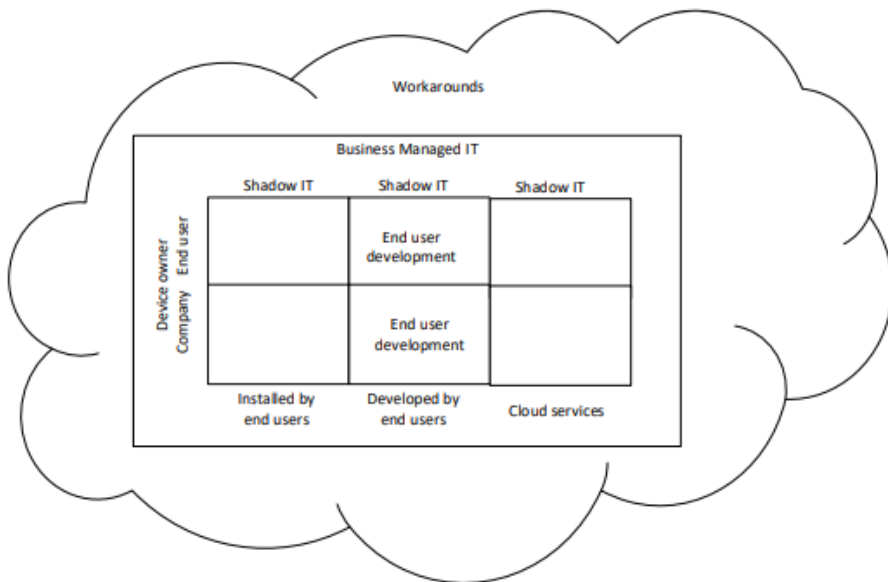 Workarounds
Business Managed IT
Shadow IT
Shadow IT
Shadow IT
Device owner
End user
Company
End user
development
End user
development
Installed by
end users
Developed by
end users
Cloud services